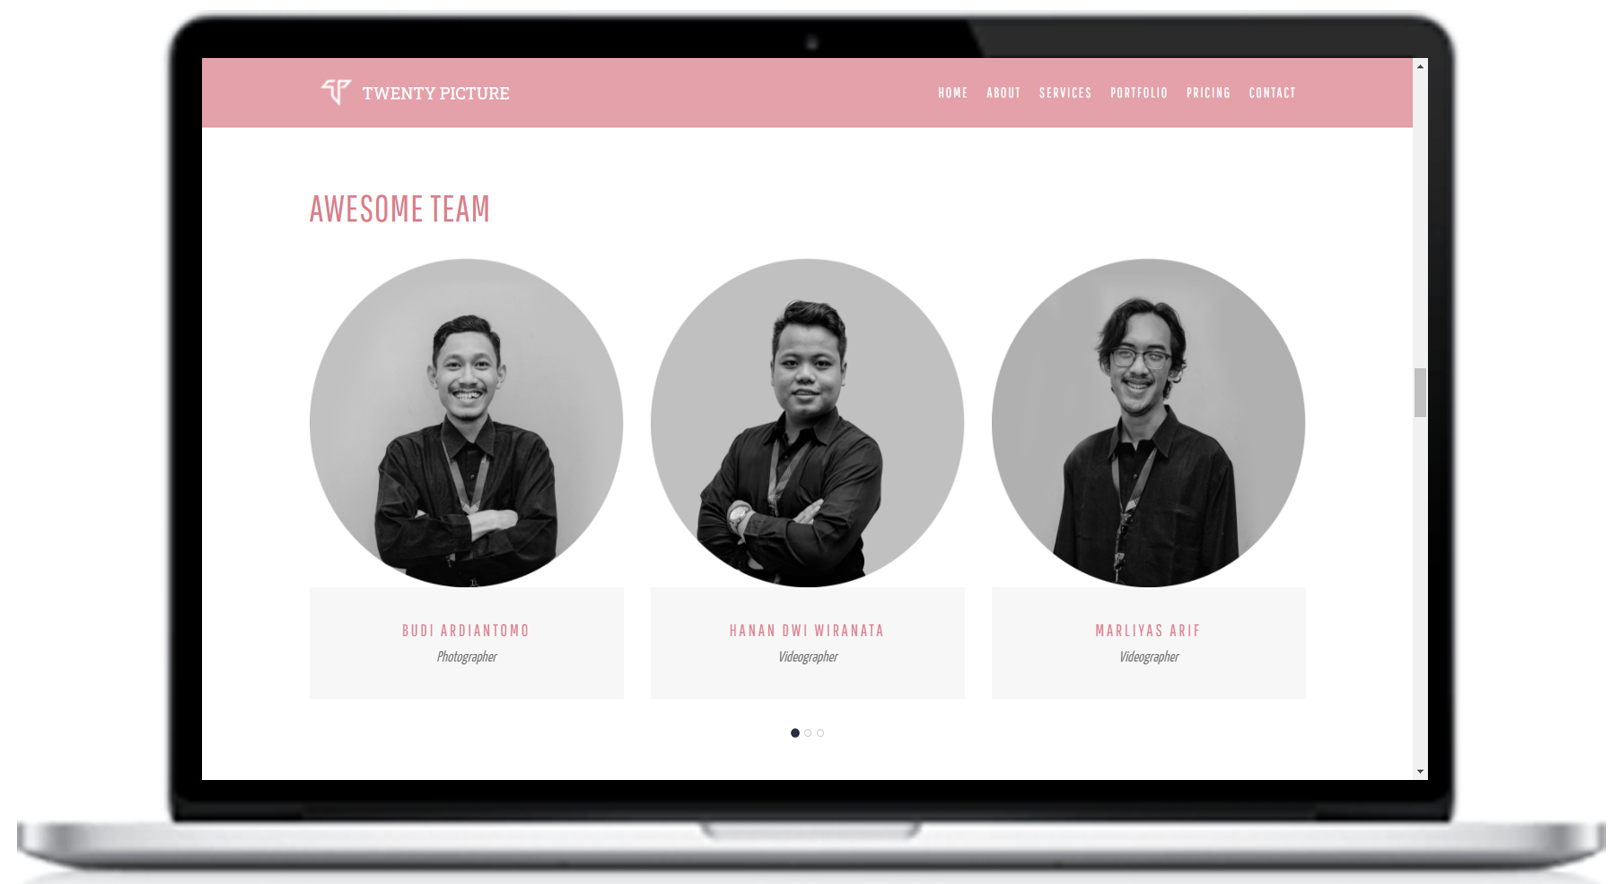 TWENTY PICTURE
HOME ABOUT SERVICES PORTFOLIO PRICING CONTACT
AWESOME TEAM
BUDI ARDIANTOMO
Photographer
HANAN DWI WIRANATA
Videographer
MARLIYAS ARIF
Videographer